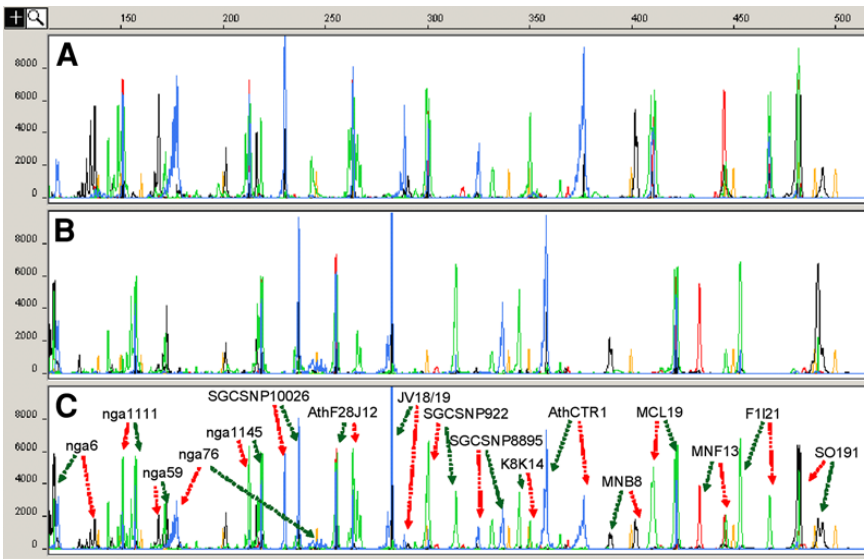 150 200 250 300 350 400 450 500
A
8000
6000
4000
2000
0
B
8000
6000
4000
2000
0
C
8000
6000
4000
2000
0
SGCSNP10026
JV18/19
nga1111
AthF28J12
SGCSNP922
AthCTR1
MCL19
F1I21
nga6
nga1145
SGCSNP8895
nga59
nga76
K8K14
MNB8
MNF13
SO191